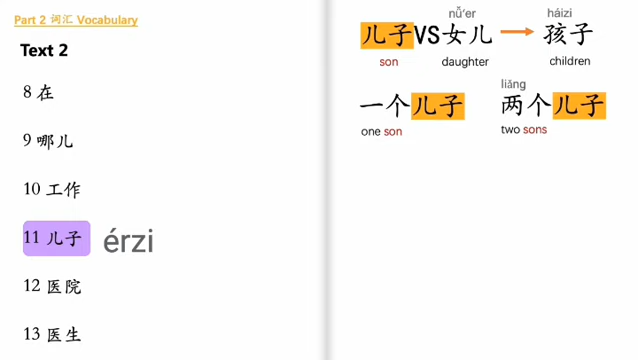 Part 2 词汇 Vocabulary
Text 2
8 在
9 哪儿
10 工作
11 儿子 érzi
12 医院
13 医生
nǚ'er háizi
儿子VS女儿 → 孩子
son daughter children
liǎng
一个儿子 两个儿子
one son two sons